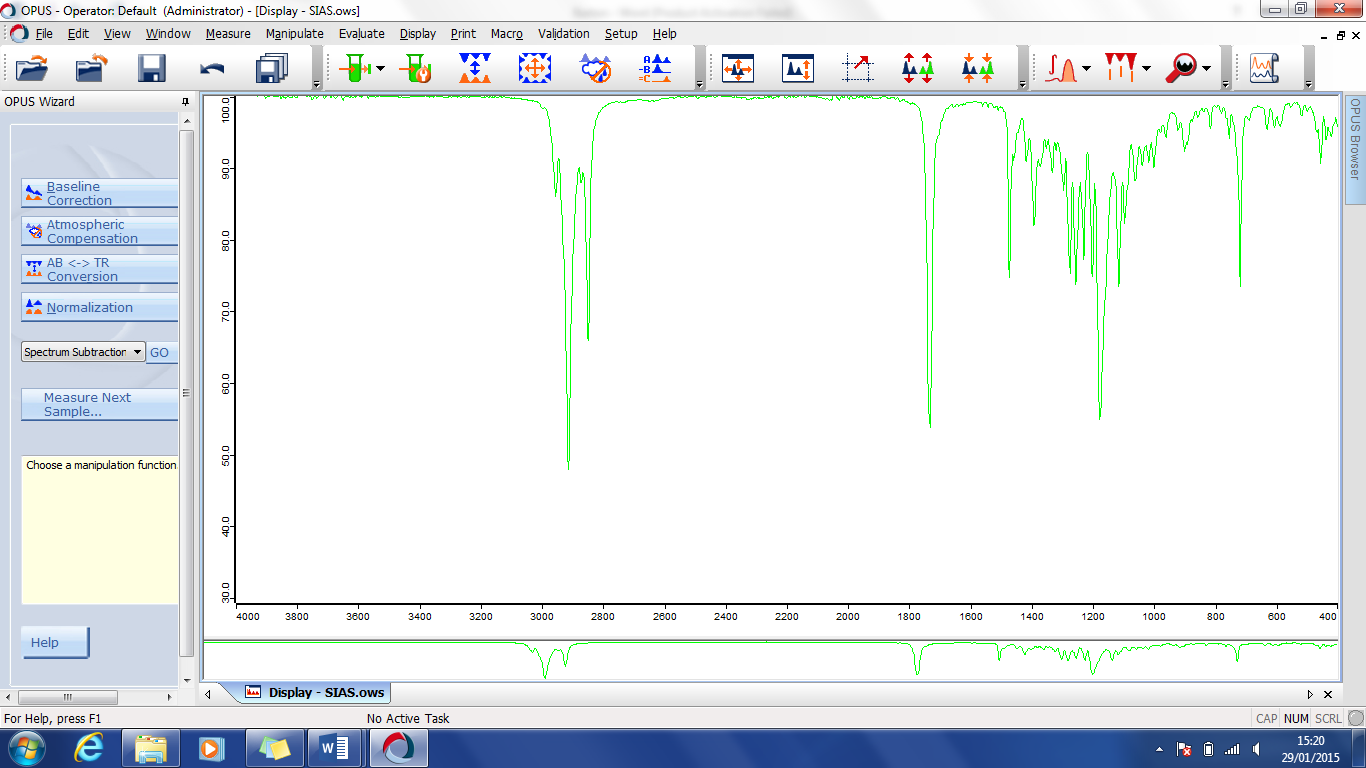 OPUS - Operator: Default (Administrator) - [Display - SIAS.ows]
File Edit View Window Measure Manipulate Evaluate Display Print Macro Validation Setup Help
A
B
C
OPUS Wizard
Baseline
Correction
Atmospheric
Compensation
AB <-> TR
Conversion
Normalization
Spectrum Subtraction GO
Measure Next
Sample...
Choose a manipulation function
Help
100.0
90.0
80.0
70.0
60.0
50.0
40.0
30.0
4000 3800 3600 3400 3200 3000 2800 2600 2400 2200 2000 1800 1600 1400 1200 1000 800 600 400
OPUS Browser
Display - SIAS.ows
For Help, press F1 No Active Task CAP NUM SCRL
15:20
29/01/2015